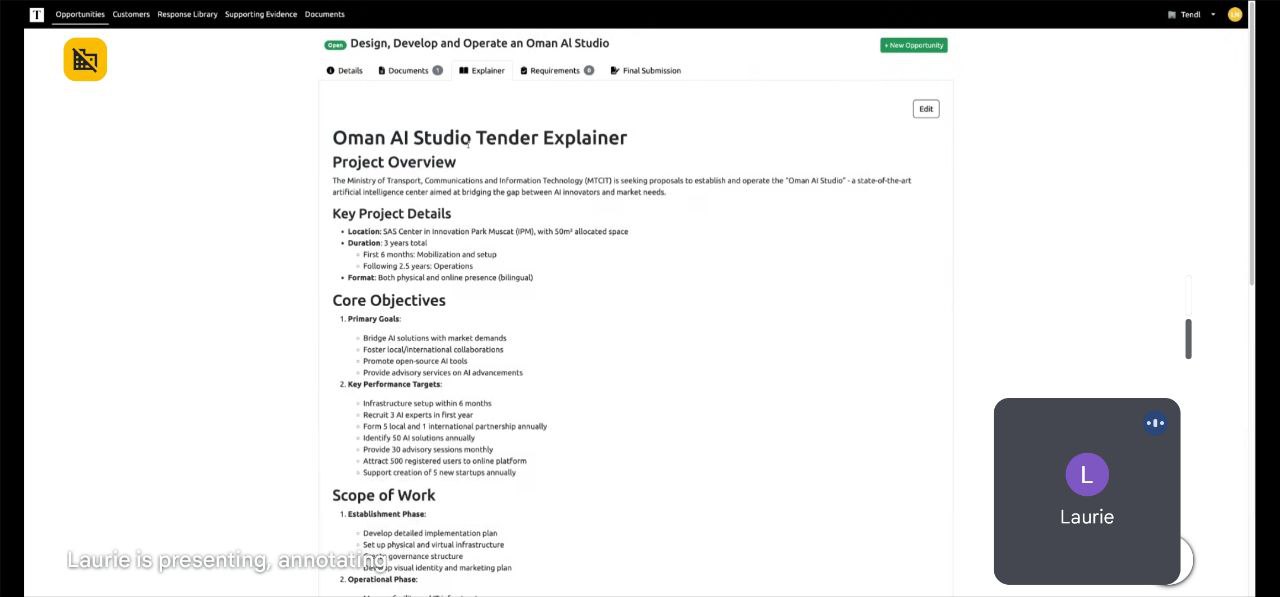 T Opportunities Customers Response Library Supporting Evidence Documents Tendl
Open Design, Develop and Operate an Oman AI Studio + New Opportunity
Details Documents 1 Explainer Requirements Final Submission
Edit
Oman AI Studio Tender Explainer
Project Overview
The Ministry of Transport, Communications and Information Technology (MTCIT) is seeking proposals to establish and operate the "Oman AI Studio" - a state-of-the-art
artificial intelligence center aimed at bridging the gap between AI innovators and market needs.
Key Project Details
• Location: SAS Center in Innovation Park Muscat (IPM), with 50m² allocated space
• Duration: 3 years total
First 6 months: Mobilization and setup
Following 2.5 years: Operations
• Format: Both physical and online presence (bilingual)
Core Objectives
1. Primary Goals:
Bridge AI solutions with market demands
Foster local/international collaborations
Promote open-source AI tools
Provide advisory services on AI advancements
2. Key Performance Targets:
Infrastructure setup within 6 months
Recruit 3 AI experts in first year
Form 5 local and 1 international partnership annually
Identify 50 AI solutions annually
Provide 30 advisory sessions monthly
Attract 500 registered users to online platform
Support creation of 5 new startups annually
Scope of Work
1. Establishment Phase:
Develop detailed implementation plan
Set up physical and virtual infrastructure
governance structure
visual identity and marketing plan
2. Operational Phase:
Laurie is presenting, annotating
L
Laurie